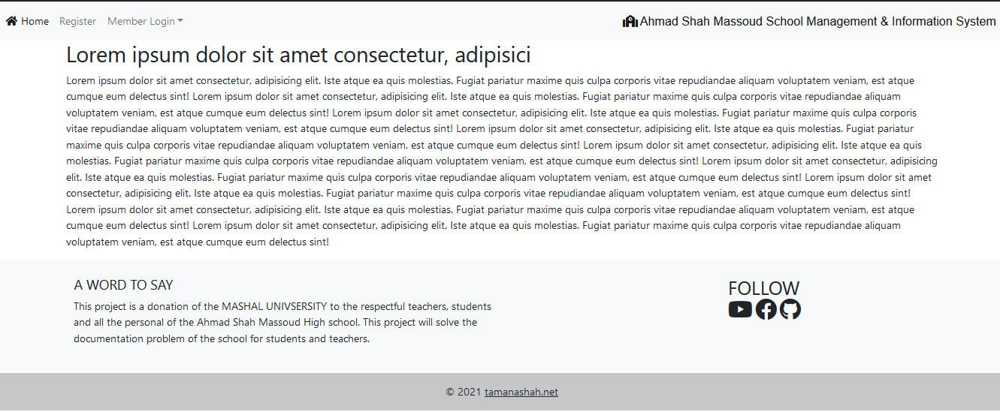 Home Register Member Login Ahmad Shah Massoud School Management & Information System
Lorem ipsum dolor sit amet consectetur, adipisici
Lorem ipsum dolor sit amet consectetur, adipisicing elit. Iste atque ea quis molestias. Fugiat pariatur maxime quis culpa corporis vitae repudiandae aliquam voluptatem veniam, est atque
cumque eum delectus sint! Lorem ipsum dolor sit amet consectetur, adipisicing elit. Iste atque ea quis molestias. Fugiat pariatur maxime quis culpa corporis vitae repudiandae aliquam
voluptatem veniam, est atque cumque eum delectus sint! Lorem ipsum dolor sit amet consectetur, adipisicing elit. Iste atque ea quis molestias. Fugiat pariatur maxime quis culpa corporis
vitae repudiandae aliquam voluptatem veniam, est atque cumque eum delectus sint! Lorem ipsum dolor sit amet consectetur, adipisicing elit. Iste atque ea quis molestias. Fugiat pariatur
maxime quis culpa corporis vitae repudiandae aliquam voluptatem veniam, est atque cumque eum delectus sint! Lorem ipsum dolor sit amet consectetur, adipisicing elit. Iste atque ea quis
molestias. Fugiat pariatur maxime quis culpa corporis vitae repudiandae aliquam voluptatem veniam, est atque cumque eum delectus sint! Lorem ipsum dolor sit amet consectetur, adipisicing
elit. Iste atque ea quis molestias. Fugiat pariatur maxime quis culpa corporis vitae repudiandae aliquam voluptatem veniam, est atque cumque eum delectus sint! Lorem ipsum dolor sit amet
consectetur, adipisicing elit. Iste atque ea quis molestias. Fugiat pariatur maxime quis culpa corporis vitae repudiandae aliquam voluptatem veniam, est atque cumque eum delectus sint!
Lorem ipsum dolor sit amet consectetur, adipisicing elit. Iste atque ea quis molestias. Fugiat pariatur maxime quis culpa corporis vitae repudiandae aliquam voluptatem veniam, est atque
cumque eum delectus sint! Lorem ipsum dolor sit amet consectetur, adipisicing elit. Iste atque ea quis molestias. Fugiat pariatur maxime quis culpa corporis vitae repudiandae aliquam
voluptatem veniam, est atque cumque eum delectus sint!
A WORD TO SAY
This project is a donation of the MASHAL UNIVSERSITY to the respectful teachers, students
and all the personal of the Ahmad Shah Massoud High school. This project will solve the
documentation problem of the school for students and teachers.
FOLLOW
© 2021 tamanashah.net